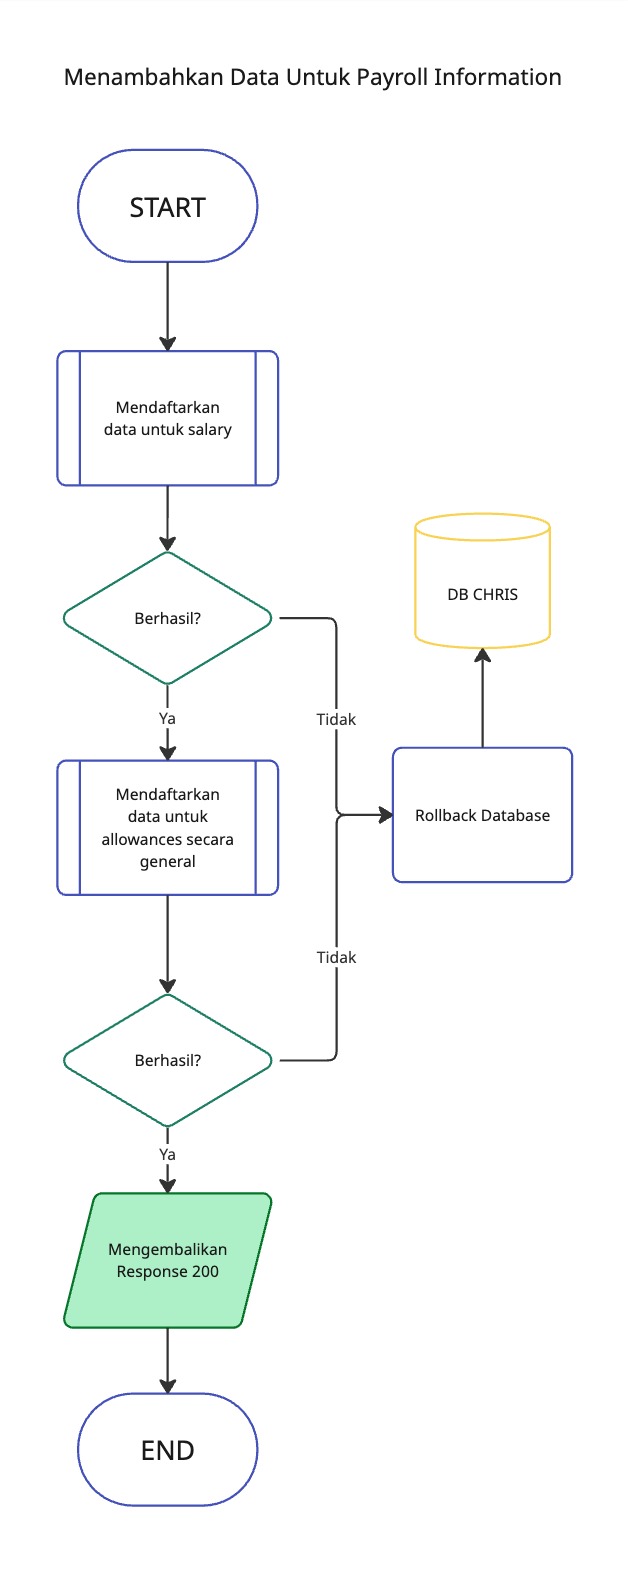 Menambahkan Data Untuk Payroll Information
START
Mendaftarkan
data untuk salary
Berhasil?
DB CHRIS
Ya
Tidak
Mendaftarkan
data untuk
allowances secara
general
Rollback Database
Tidak
Berhasil?
Ya
Mengembalikan
Response 200
END